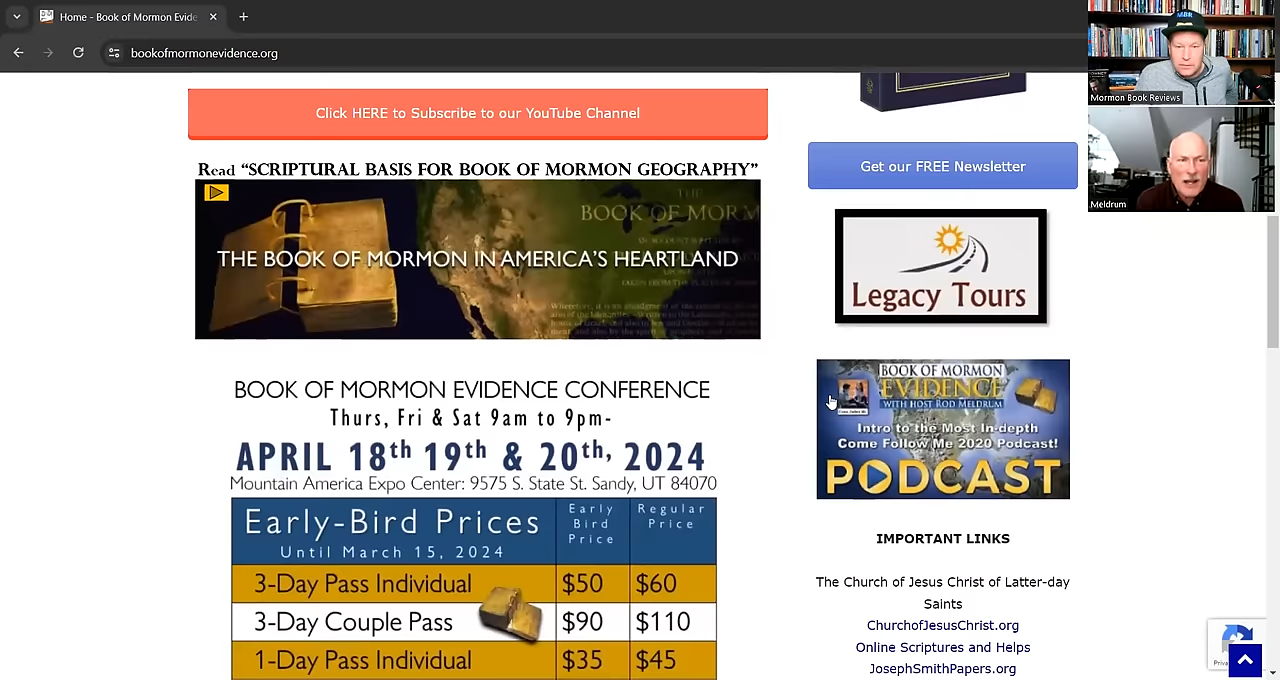 Home - Book of Mormon Evide
bookofmormonevidence.org
MBR
Mormon Book Reviews
Meldrum
Click HERE to Subscribe to our YouTube Channel
Read “SCRIPTURAL BASIS FOR BOOK OF MORMON GEOGRAPHY”
THE
BOOK OF MORM
THE BOOK OF MORMON IN AMERICA'S HEARTLAND
BOOK OF MORMON EVIDENCE CONFERENCE
Thurs, Fri & Sat 9am to 9pm-
APRIL 18th 19th & 20th, 2024
Mountain America Expo Center: 9575 S. State St. Sandy, UT 84070
Early-Bird Prices
Until March 15, 2024
Early Bird Price
Regular Price
3-Day Pass Individual $50 $60
3-Day Couple Pass $90 $110
1-Day Pass Individual $35 $45
Get our FREE Newsletter
Legacy Tours
BOOK OF MORMON
EVIDENCE
WITH HOST ROD MELDRUM
Intro to the Most In-depth
Come Follow Me 2020 Podcast!
PODCAST
IMPORTANT LINKS
The Church of Jesus Christ of Latter-day
Saints
ChurchofJesusChrist.org
Online Scriptures and Helps
JosephSmithPapers.org